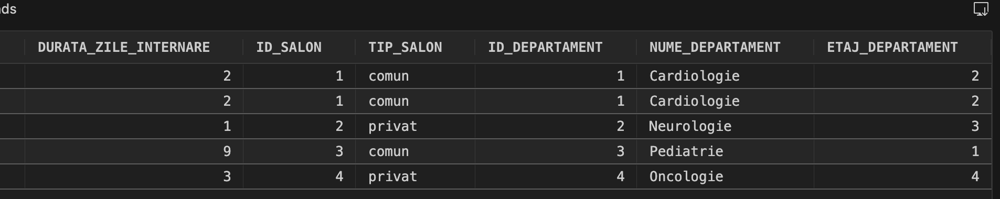 nds
DURATA_ZILE_INTERNARE ID_SALON TIP_SALON ID_DEPARTAMENT NUME_DEPARTAMENT ETAJ_DEPARTAMENT
2 1 comun 1 Cardiologie 2
2 1 comun 1 Cardiologie 2
1 2 privat 2 Neurologie 3
9 3 comun 3 Pediatrie 1
3 4 privat 4 Oncologie 4